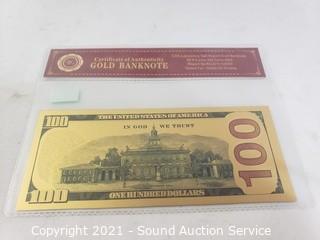 Certificate of Authenticity
GOLD BANKNOTE
100
THE UNITED STATES OF AMERICA
IN GOD WE TRUST
100
100
ONE HUNDRED DOLLARS
Copyright 2021 - Sound Auction Service